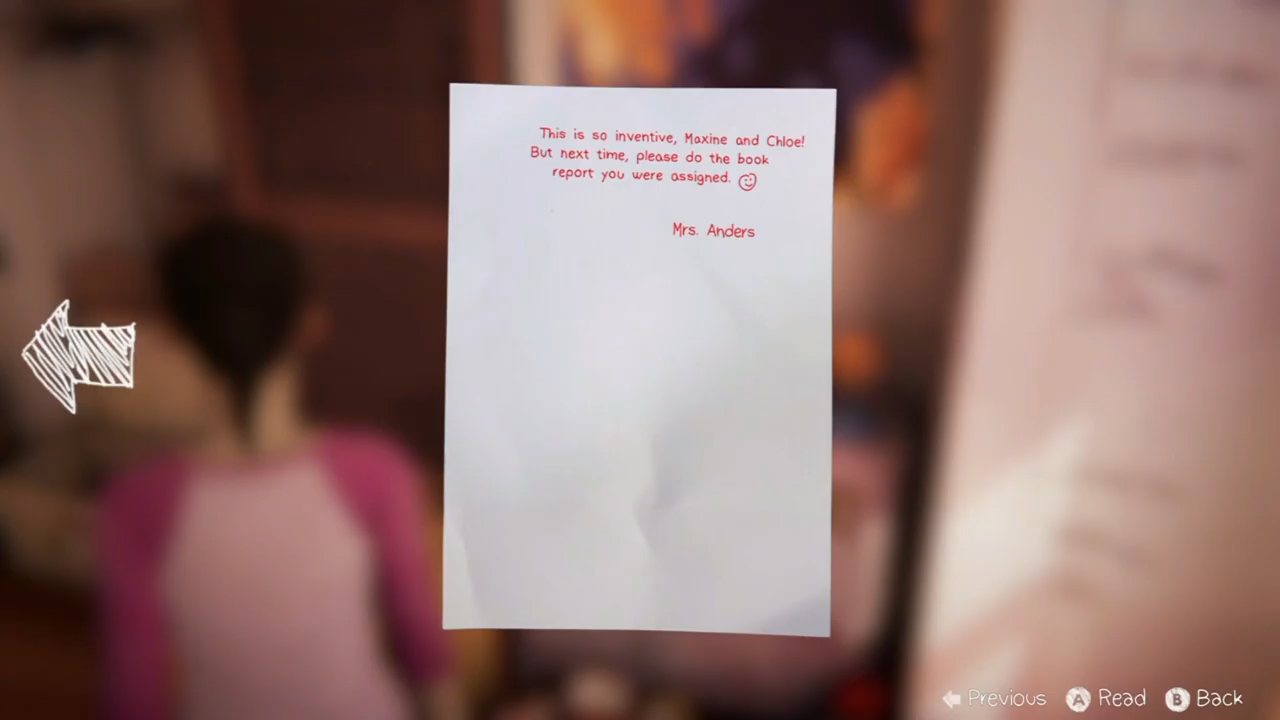 This is so inventive, Maxine and Chloe!
But next time, please do the book
report you were assigned.
Mrs. Anders
Previous A Read B Back